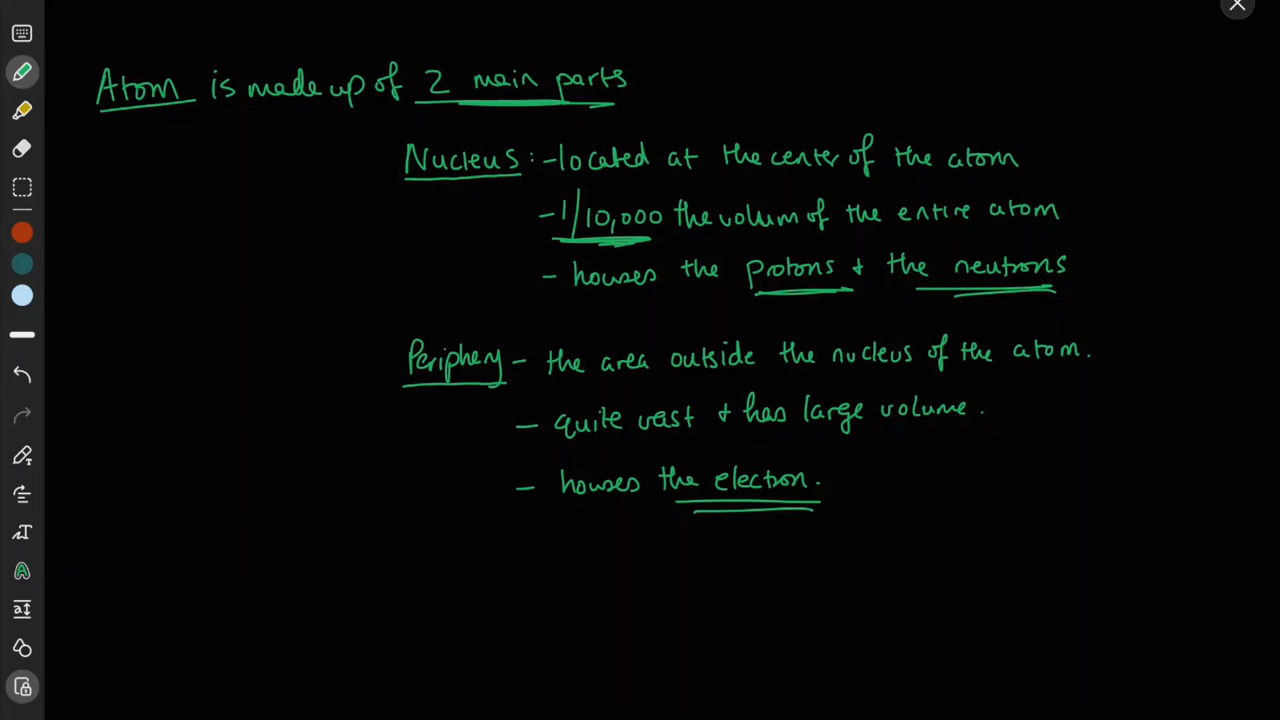 Atom is made up of 2 main parts
Nucleus: - located at the center of the atom
- 1/10,000 the volum of the entire atom
- houses the protons + the neutrons
Periphery - the area outside the nucleus of the atom.
- quite vast + has large volume.
- houses the electron.